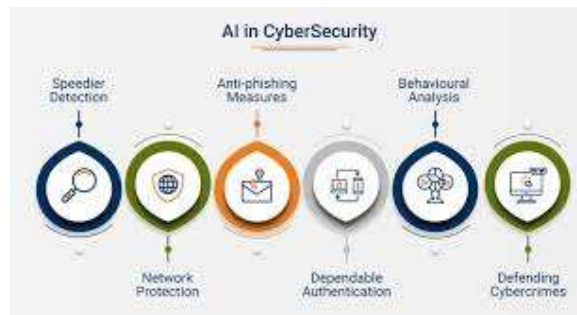 AI in CyberSecurity
Speedier
Detection
Anti-phishing
Measures
Behavioural
Analysis
Network
Protection
Dependable
Authentication
Defending
Cybercrimes